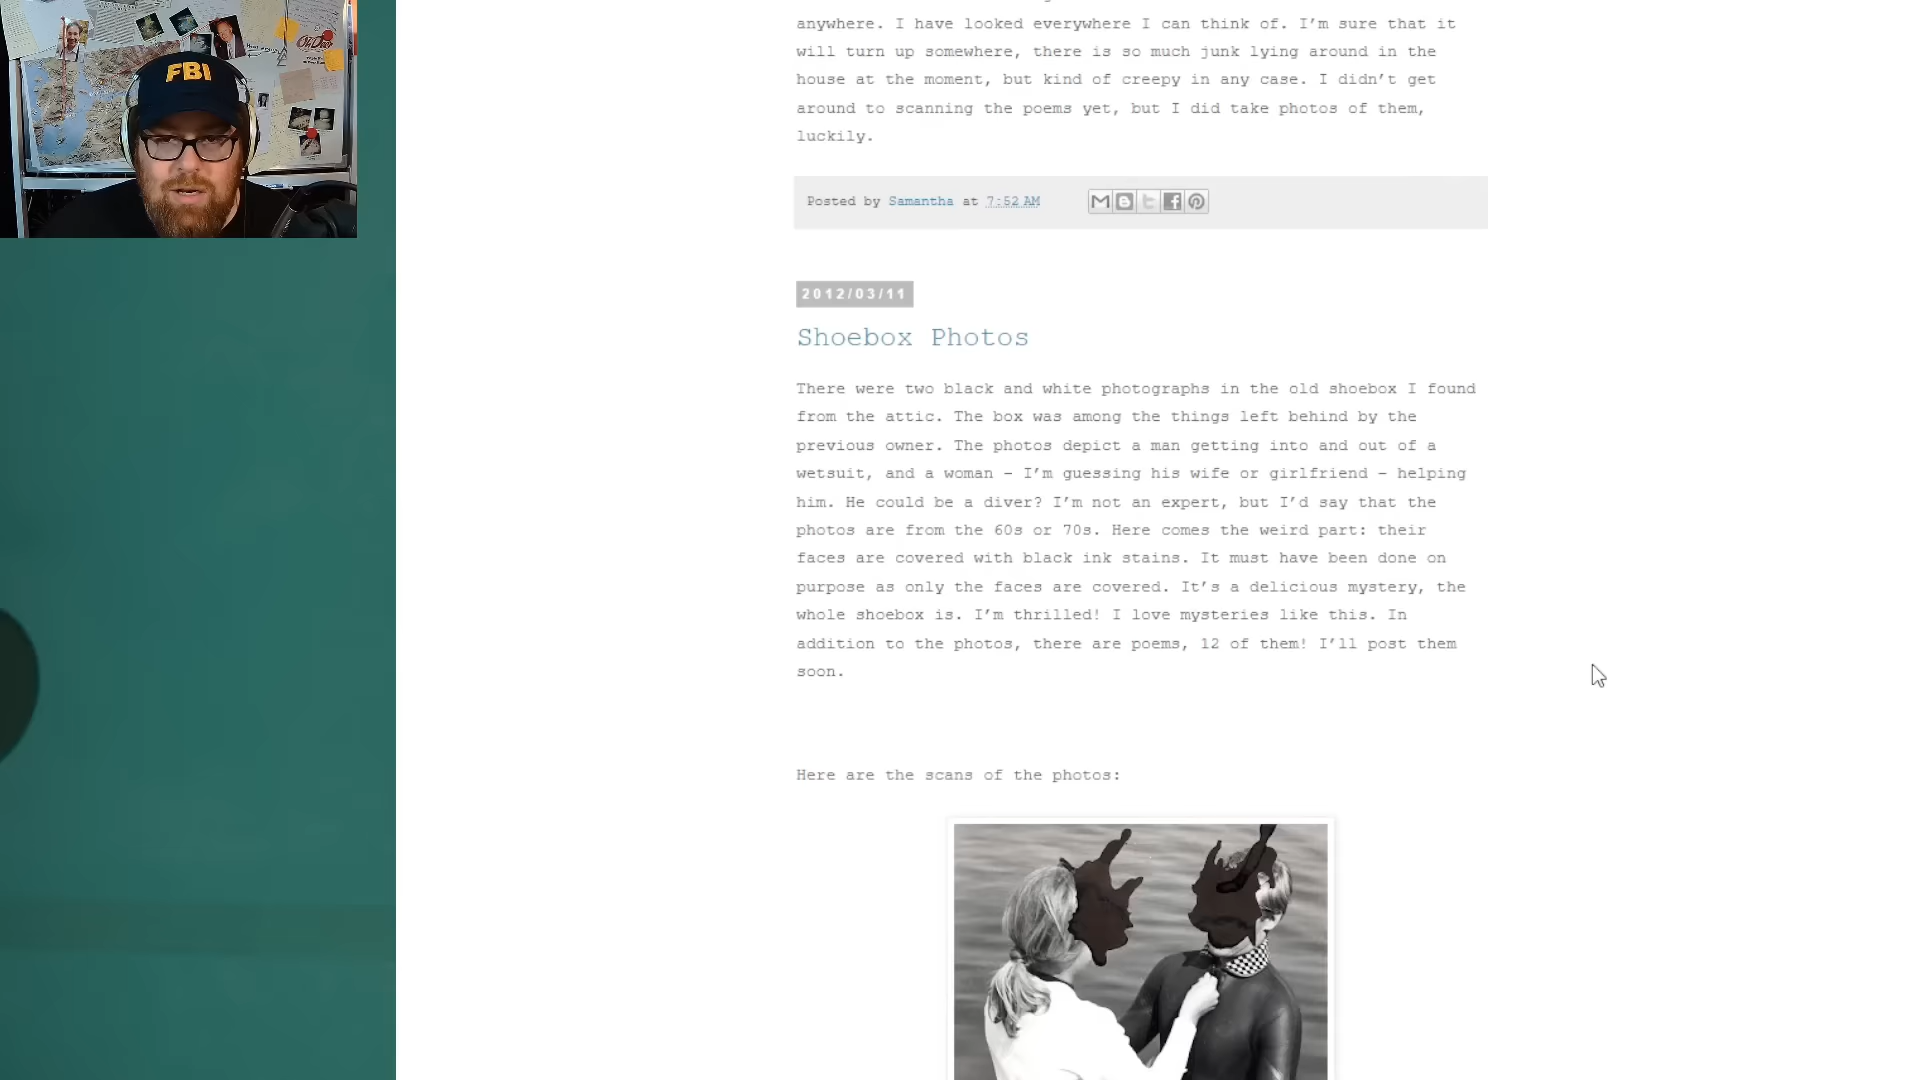 FBI
anywhere. I have looked everywhere I can think of. I'm sure that it
will turn up somewhere, there is so much junk lying around in the
house at the moment, but kind of creepy in any case. I didn't get
around to scanning the poems yet, but I did take photos of them,
luckily.
Posted by Samantha at 7:52 AM
2012/03/11
Shoebox Photos
There were two black and white photographs in the old shoebox I found
from the attic. The box was among the things left behind by the
previous owner. The photos depict a man getting into and out of a
wetsuit, and a woman – I'm guessing his wife or girlfriend – helping
him. He could be a diver? I'm not an expert, but I'd say that the
photos are from the 60s or 70s. Here comes the weird part: their
faces are covered with black ink stains. It must have been done on
purpose as only the faces are covered. It's a delicious mystery, the
whole shoebox is. I'm thrilled! I love mysteries like this. In
addition to the photos, there are poems, 12 of them! I'll post them
soon.
Here are the scans of the photos: